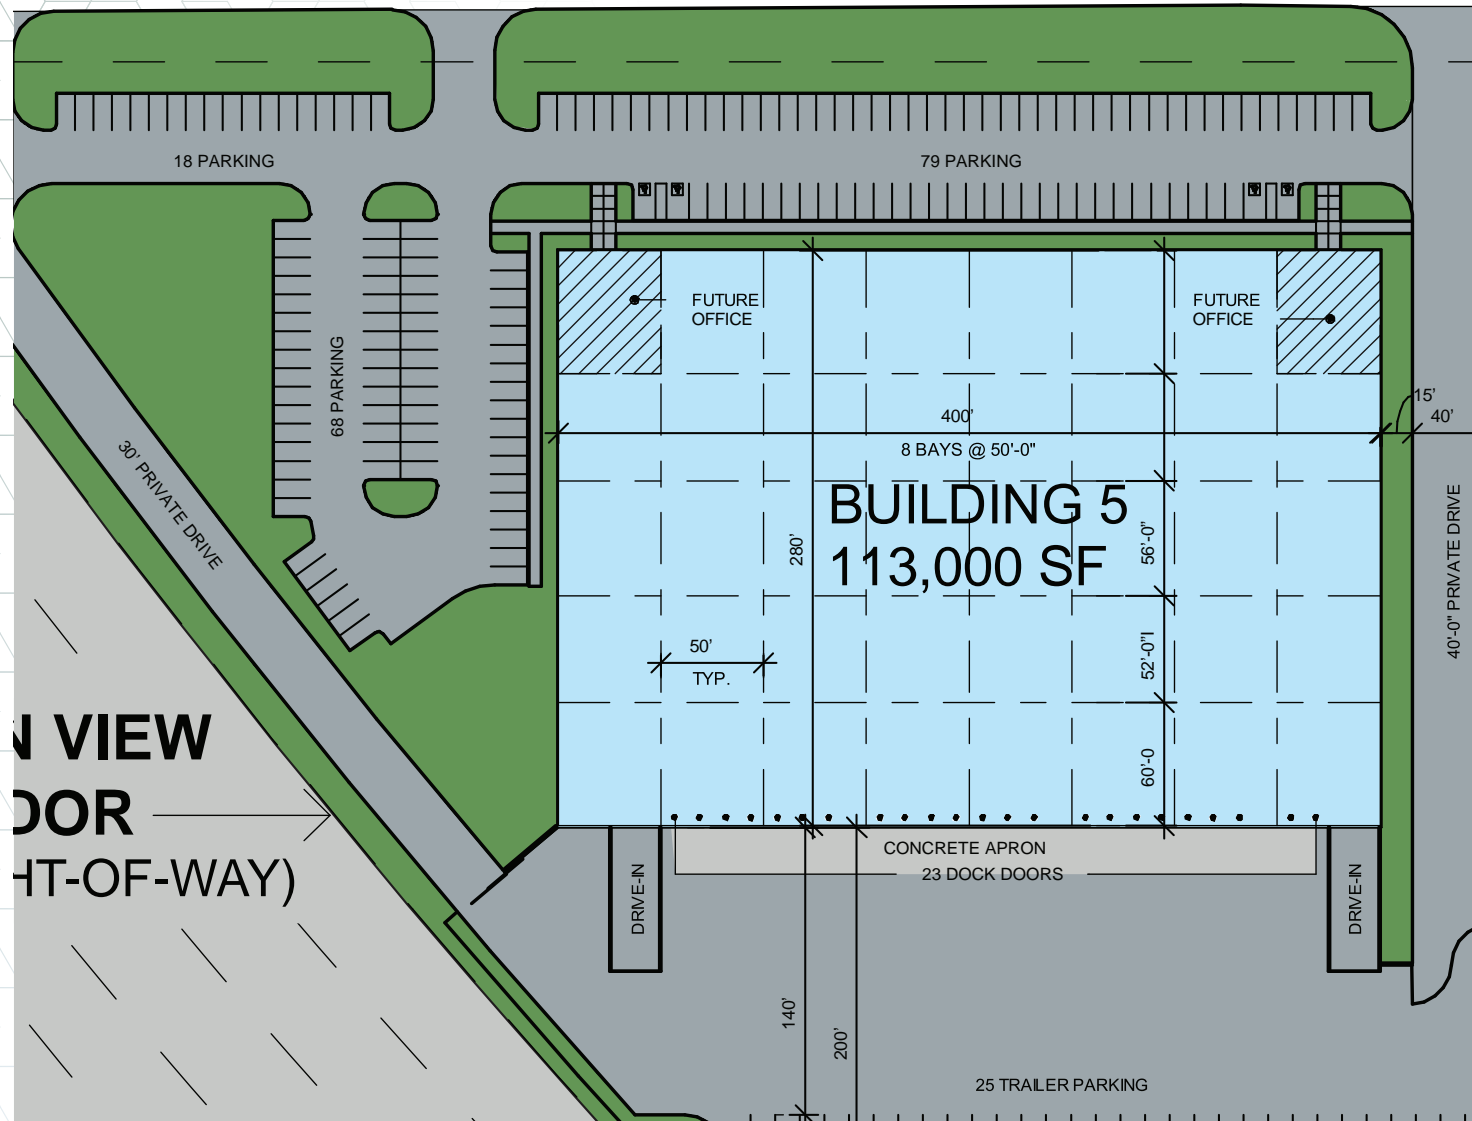 18 PARKING
79 PARKING
FUTURE
OFFICE
FUTURE
OFFICE
68 PARKING
15'
400'
40'
8 BAYS @ 50'-0"
30' PRIVATE DRIVE
BUILDING 5
113,000 SF
280'
56'-0"
40'-0" PRIVATE DRIVE
50'
TYP.
52'-0"
60'-0
N VIEW
DOR
HT-OF-WAY)
CONCRETE APRON
23 DOCK DOORS
DRIVE-IN
DRIVE-IN
140'
200'
25 TRAILER PARKING